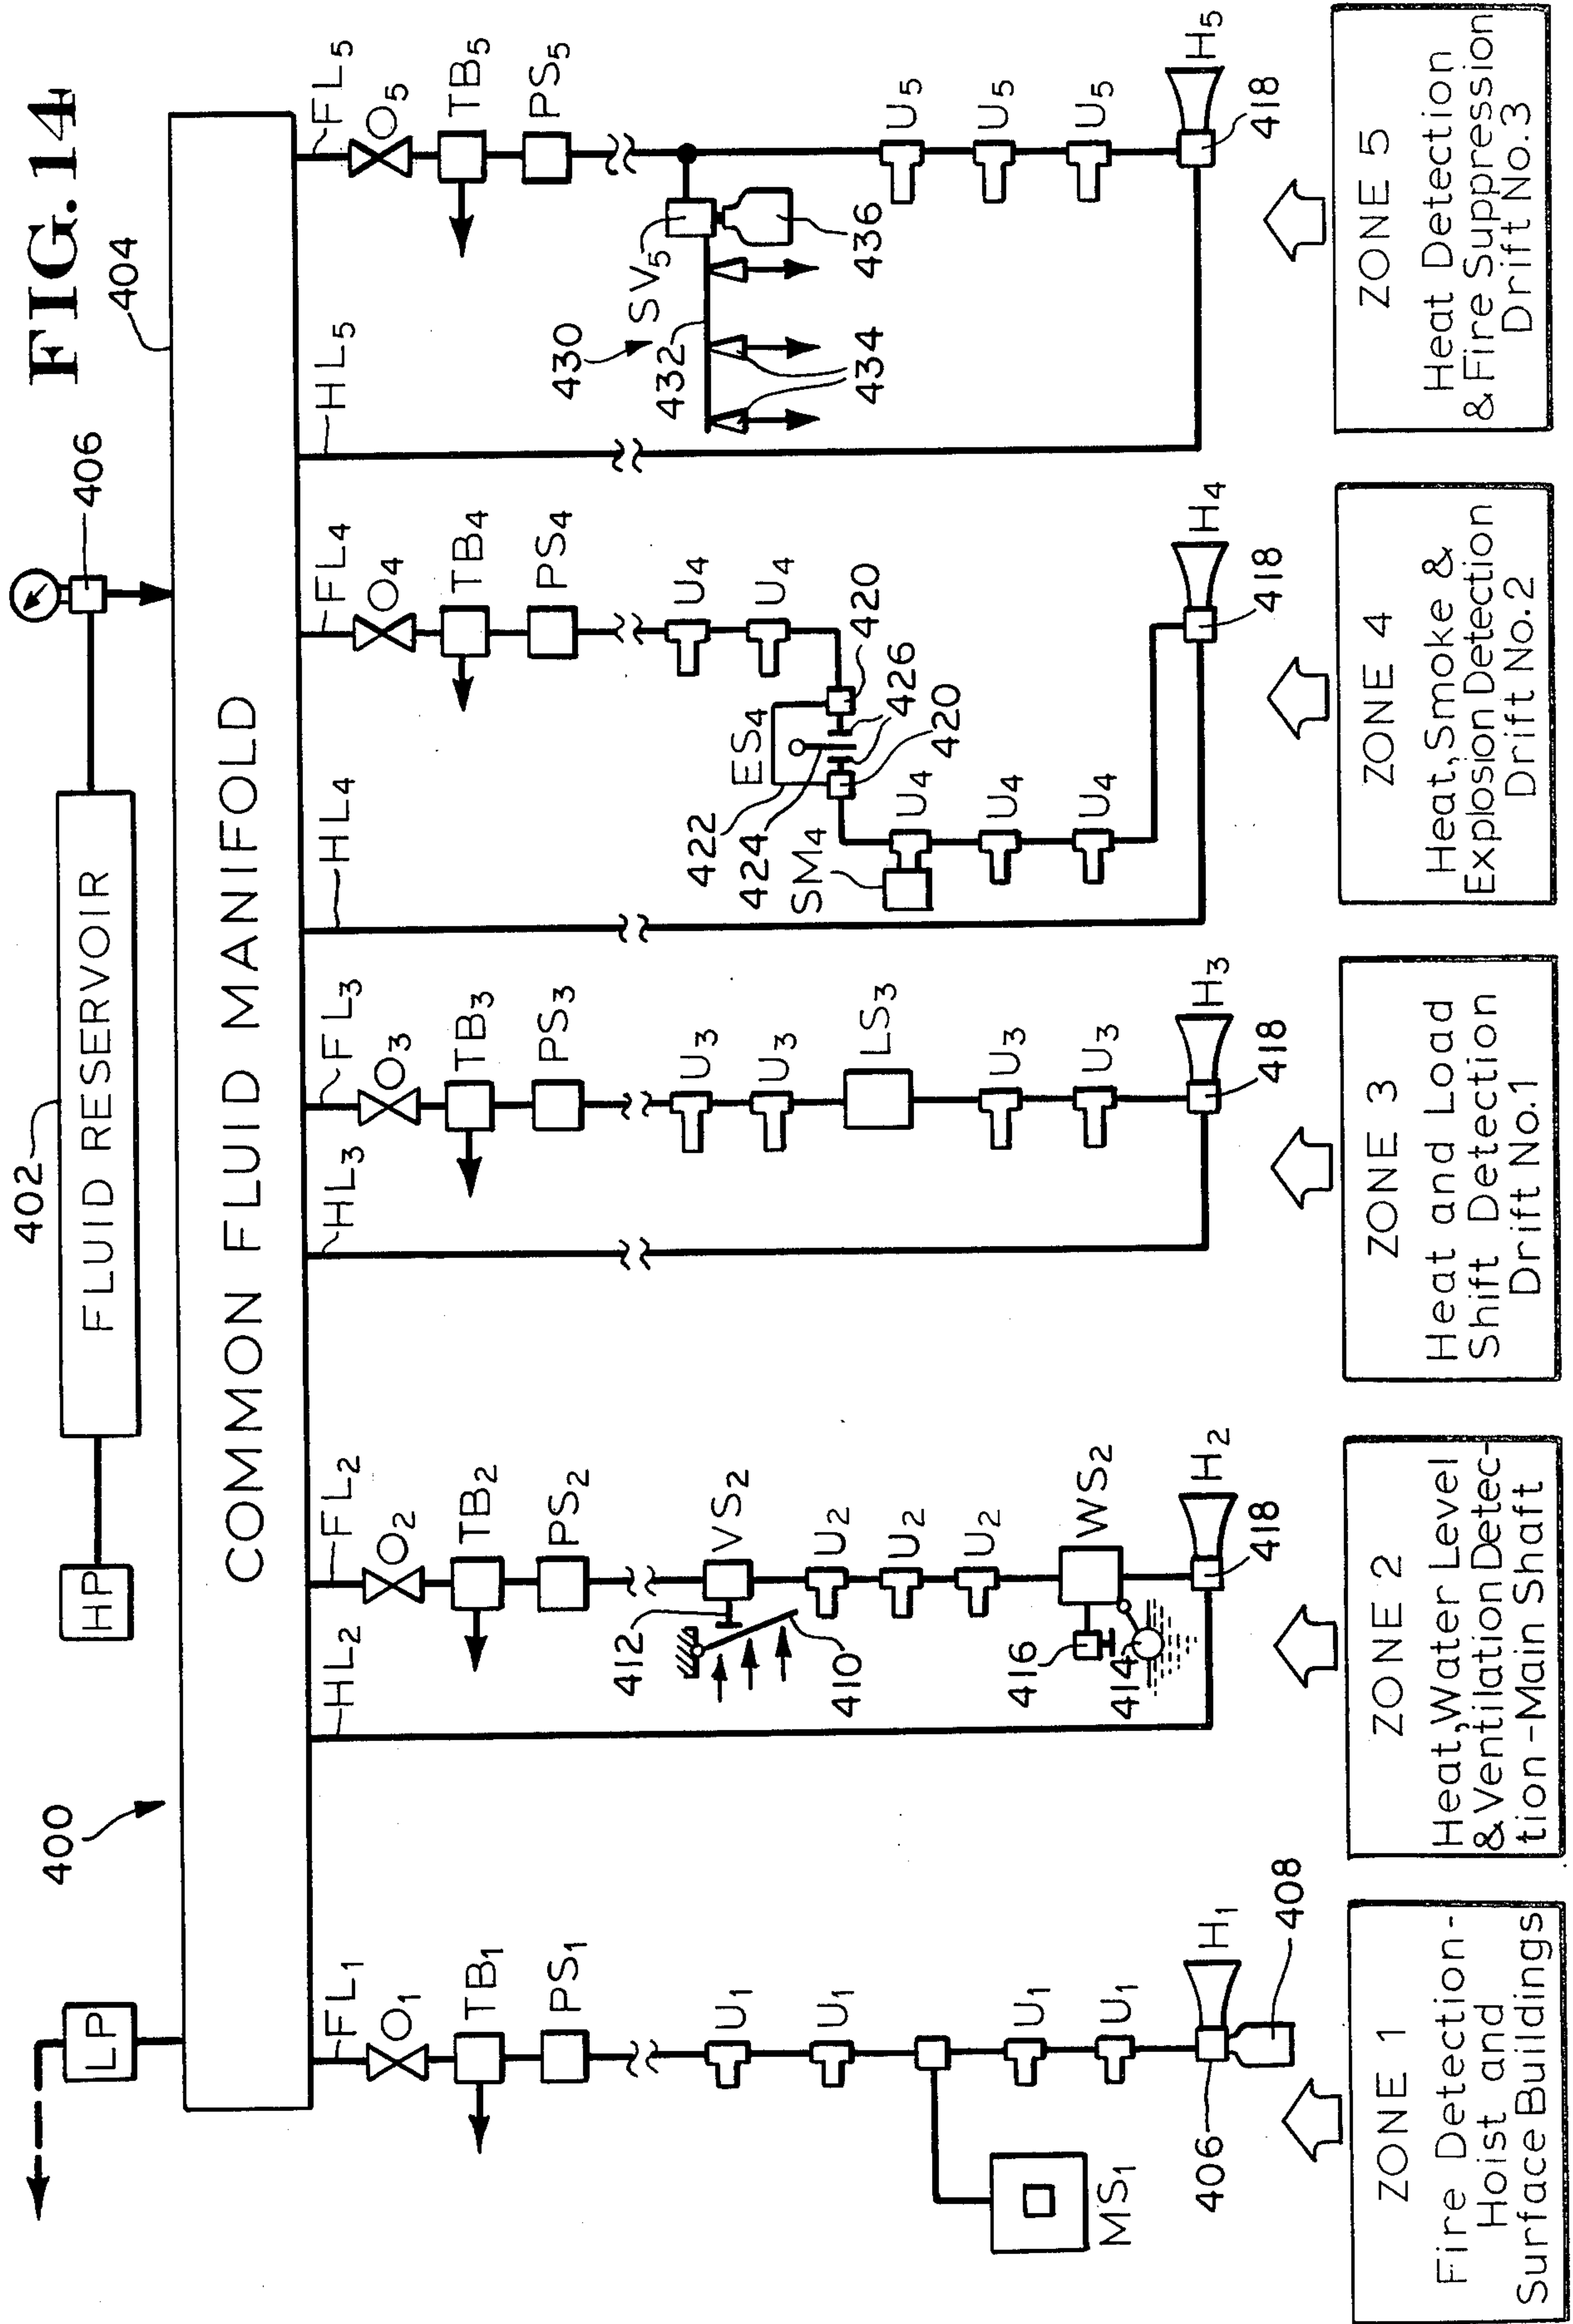 FIG.14
400
402
FLUID RESERVOIR
HP
LP
406
404
COMMON FLUID MANIFOLD
FL1
O1
TB1
PS1
U1
U1
MS1
U1
U1
H1
406
408
ZONE 1
Fire Detection-
Hoist and
Surface Buildings
HL2
FL2
O2
TB2
PS2
VS2
412
410
U2
U2
U2
WS2
416
414
H2
418
ZONE 2
Heat,Water Level
& Ventilation Detec-
tion-Main Shaft
HL3
FL3
O3
TB3
PS3
U3
U3
LS3
U3
U3
H3
418
ZONE 3
Heat and Load
Shift Detection
Drift No.1
HL4
FL4
O4
TB4
PS4
U4
U4
ES4
420
426
420
422
424
SM4
U4
U4
U4
H4
418
ZONE 4
Heat,Smoke &
Explosion Detection
Drift No.2
HL5
FL5
O5
TB5
PS5
430
SV5
432
434
436
U5
U5
U5
H5
418
ZONE 5
Heat Detection
& Fire Suppression
Drift No.3